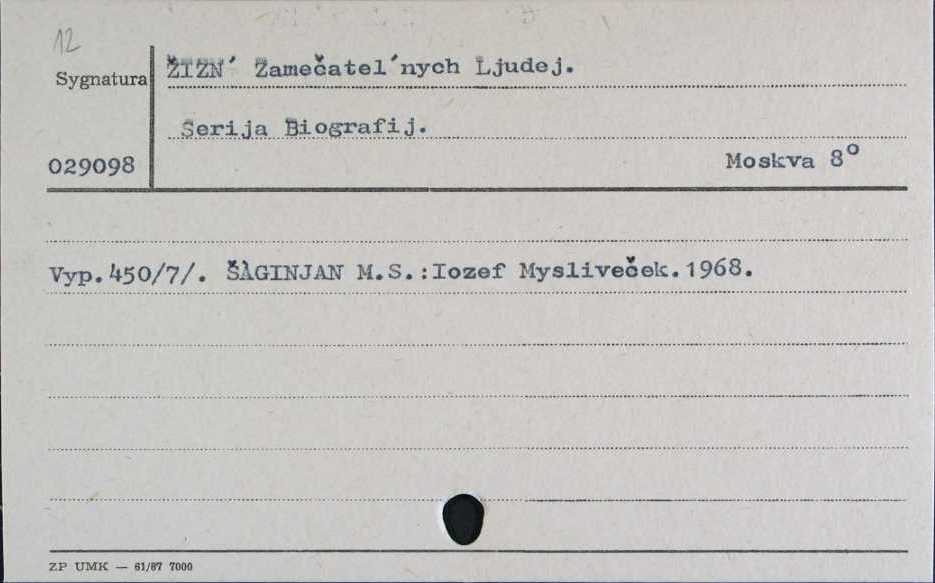 12
Sygnatura
ŽIZN´ Zamečatel´nych Ljudej.
Serija Biografij.
029098
Moskva 8°
Vyp.450/7/. ŠAGINJAN M.S.:Iozef Mysliveček.1968.
ZP UMK — 61/87 7000